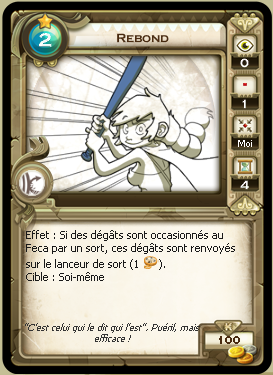 REBOND
2
0
1
Moi
4
Effet : Si des dégâts sont occasionnés au
Feca par un sort, ces dégâts sont renvoyés
sur le lanceur de sort (1 ).
Cible : Soi-même
"C'est celui qui le dit qui l'est". Puéril, mais
efficace !
K
100